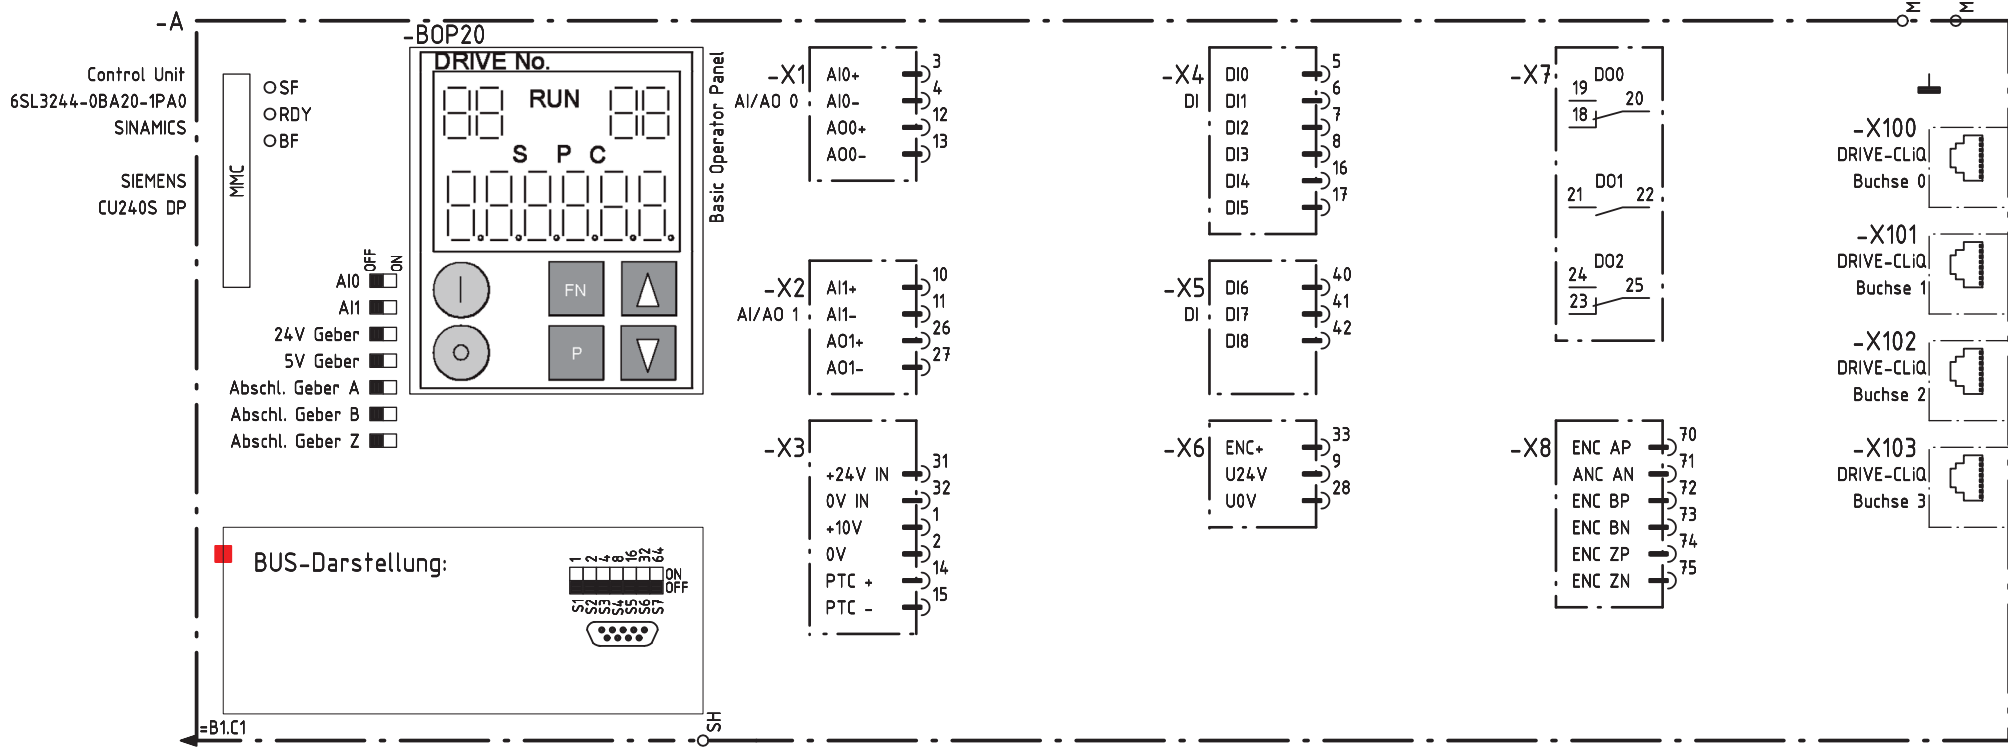 -A
Control Unit
6SL3244-0BA20-1PA0
SINAMICS
SIEMENS
CU240S DP
MMC
SF
RDY
BF
OFF
ON
AI0
AI1
24V Geber
5V Geber
Abschl. Geber A
Abschl. Geber B
Abschl. Geber Z
-BOP20
DRIVE No.
RUN
S P C
FN
P
Basic Operator Panel
BUS-Darstellung:
1 2 4 8 16 32 64
ON
OFF
S1 S2 S3 S4 S5 S6 S7
=B1.C1
SH
-X1
AI/AO 0
AI0+ 3
AI0- 4
AO0+ 12
AO0- 13
-X2
AI/AO 1
AI1+ 10
AI1- 11
AO1+ 26
AO1- 27
-X3
+24V IN 31
0V IN 32
+10V 1
0V 2
PTC + 14
PTC - 15
-X4
DI
DI0 5
DI1 6
DI2 7
DI3 8
DI4 16
DI5 17
-X5
DI
DI6 40
DI7 41
DI8 42
-X6
ENC+ 33
U24V 9
U0V 28
-X7
DO0
19
20
18
DO1
21 22
DO2
24
25
23
-X8
ENC AP 70
ANC AN 71
ENC BP 72
ENC BN 73
ENC ZP 74
ENC ZN 75
M
M
-X100
DRIVE-CLiQ
Buchse 0
-X101
DRIVE-CLiQ
Buchse 1
-X102
DRIVE-CLiQ
Buchse 2
-X103
DRIVE-CLiQ
Buchse 3